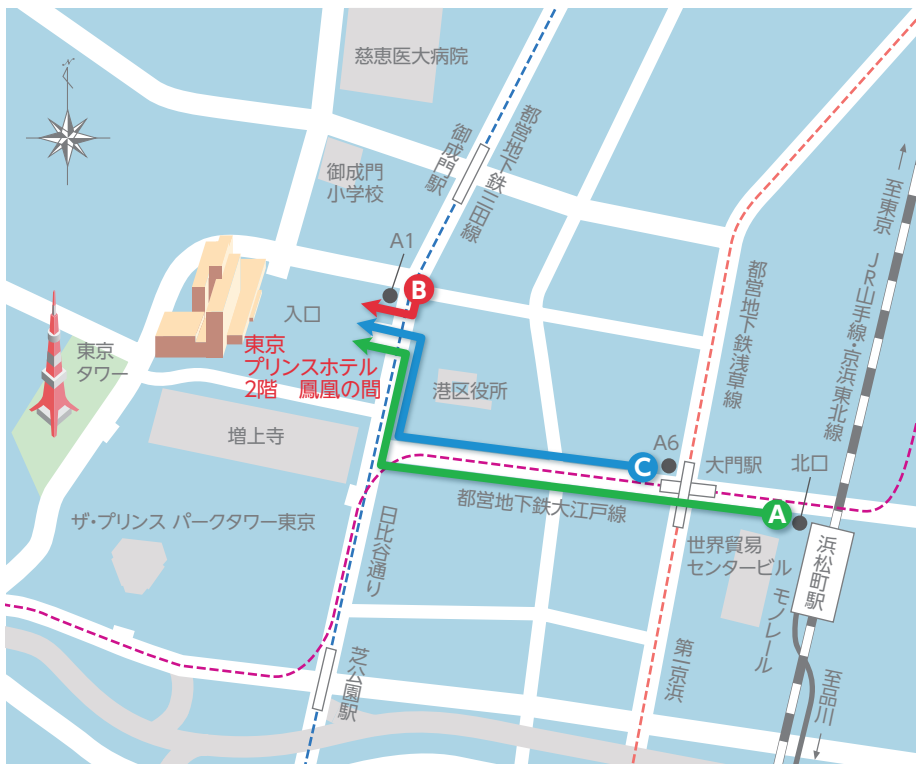 慈恵医大病院
N
都営地下鉄三田線
御成門駅
御成門
小学校
至東京
A1
B
JR山手線・京浜東北線
都営地下鉄浅草線
入口
東京
プリンスホテル
2階　鳳凰の間
東京
タワー
港区役所
増上寺
A6
C
大門駅
北口
都営地下鉄大江戸線
A
ザ・プリンス パークタワー東京
日比谷通り
世界貿易
センタービル
浜松町駅
モノレール
第一京浜
芝公園駅
至品川